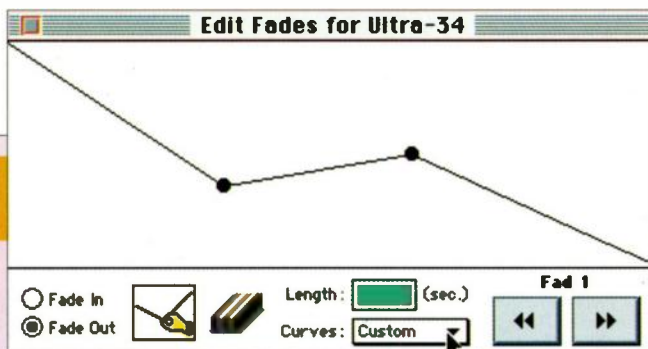 Edit Fades for Ultra-34
Fade In
Fade Out
Length: (sec.)
Curves: Custom
Fad 1